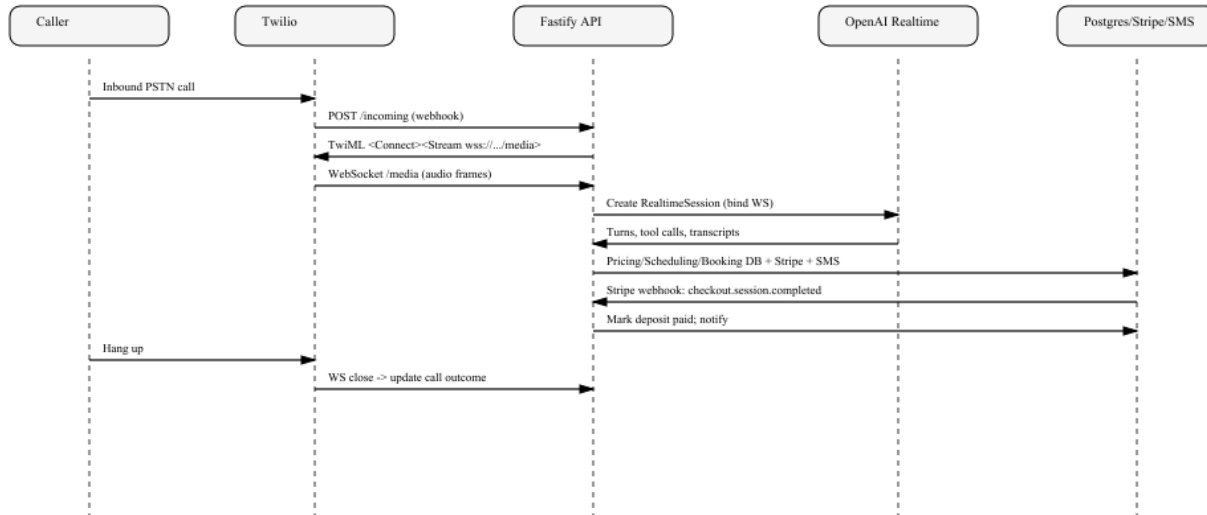 Caller
Twilio
Fastify API
OpenAI Realtime
Postgres/Stripe/SMS
Inbound PSTN call
POST /incoming (webhook)
TwiML <Connect><Stream wss://.../media>
WebSocket /media (audio frames)
Create RealtimeSession (bind WS)
Turns, tool calls, transcripts
Pricing/Scheduling/Booking DB + Stripe + SMS
Stripe webhook: checkout.session.completed
Mark deposit paid; notify
Hang up
WS close -> update call outcome